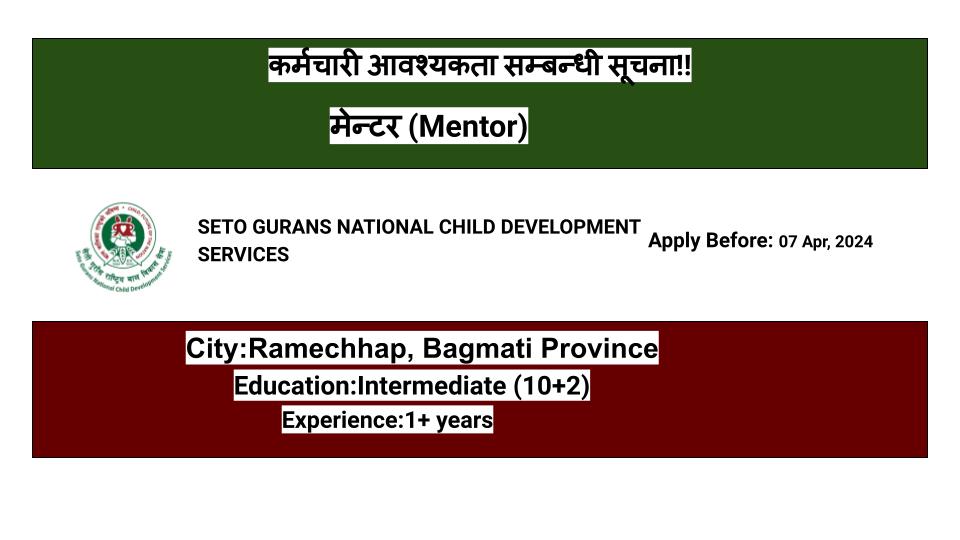 कर्मचारी आवश्यकता सम्बन्धी सूचना!!
मेन्टर (Mentor)
SETO GURANS NATIONAL CHILD DEVELOPMENT
SERVICES
Apply Before: 07 Apr, 2024
Seto Gurans National Child Development Services
City:Ramechhap, Bagmati Province
Education:Intermediate (10+2)
Experience:1+ years